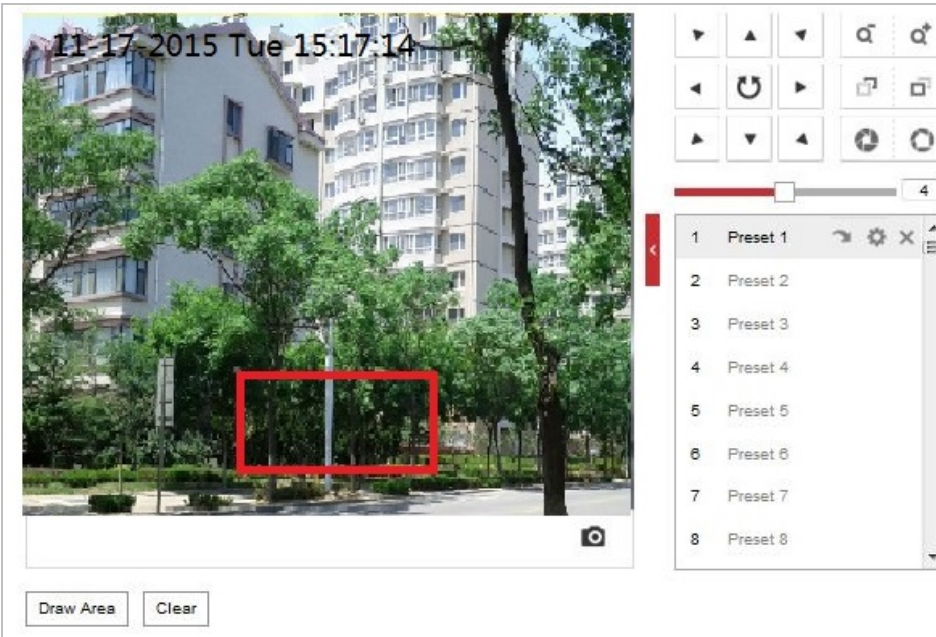 11-17-2015 Tue 15:17:14
4
1 Preset 1
2 Preset 2
3 Preset 3
4 Preset 4
5 Preset 5
6 Preset 6
7 Preset 7
8 Preset 8
Draw Area Clear